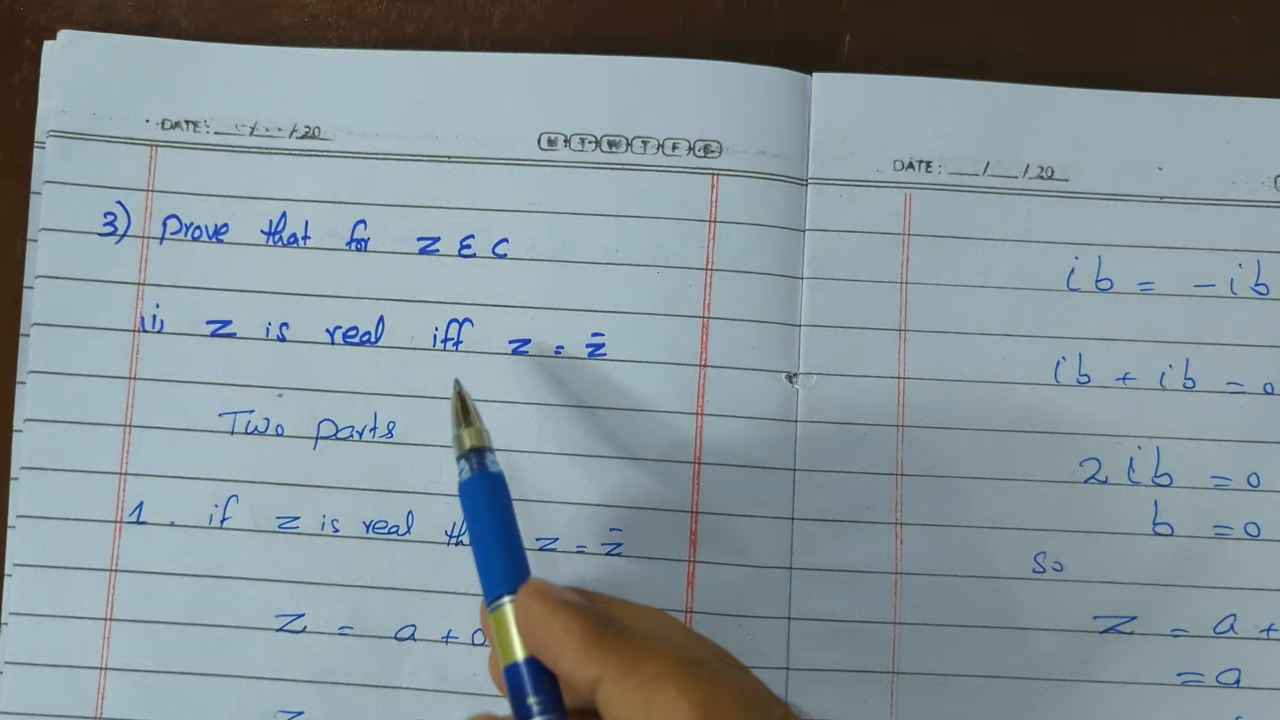 DATE: / /20
M T W T F S
3) Prove that for Z ε C
(i) Z is real iff Z = z̄
Two parts
1. if Z is real th Z = z̄
Z = a + 0
DATE: / /20
ib = -ib
ib + ib = 0
2ib = 0
b = 0
so
Z = a +
= a